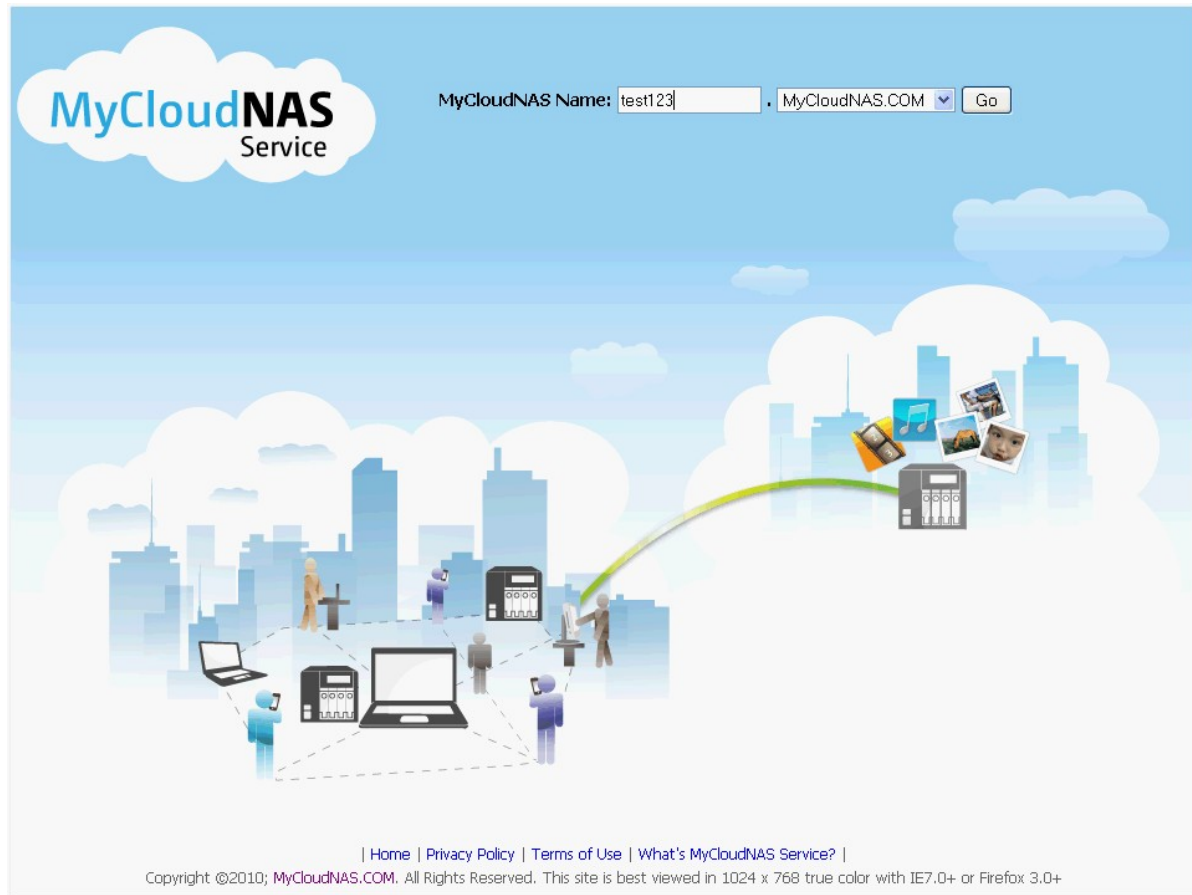 MyCloudNAS
Service
MyCloudNAS Name: test123 . MyCloudNAS.COM Go
| Home | Privacy Policy | Terms of Use | What's MyCloudNAS Service? |
Copyright ©2010; MyCloudNAS.COM. All Rights Reserved. This site is best viewed in 1024 x 768 true color with IE7.0+ or Firefox 3.0+